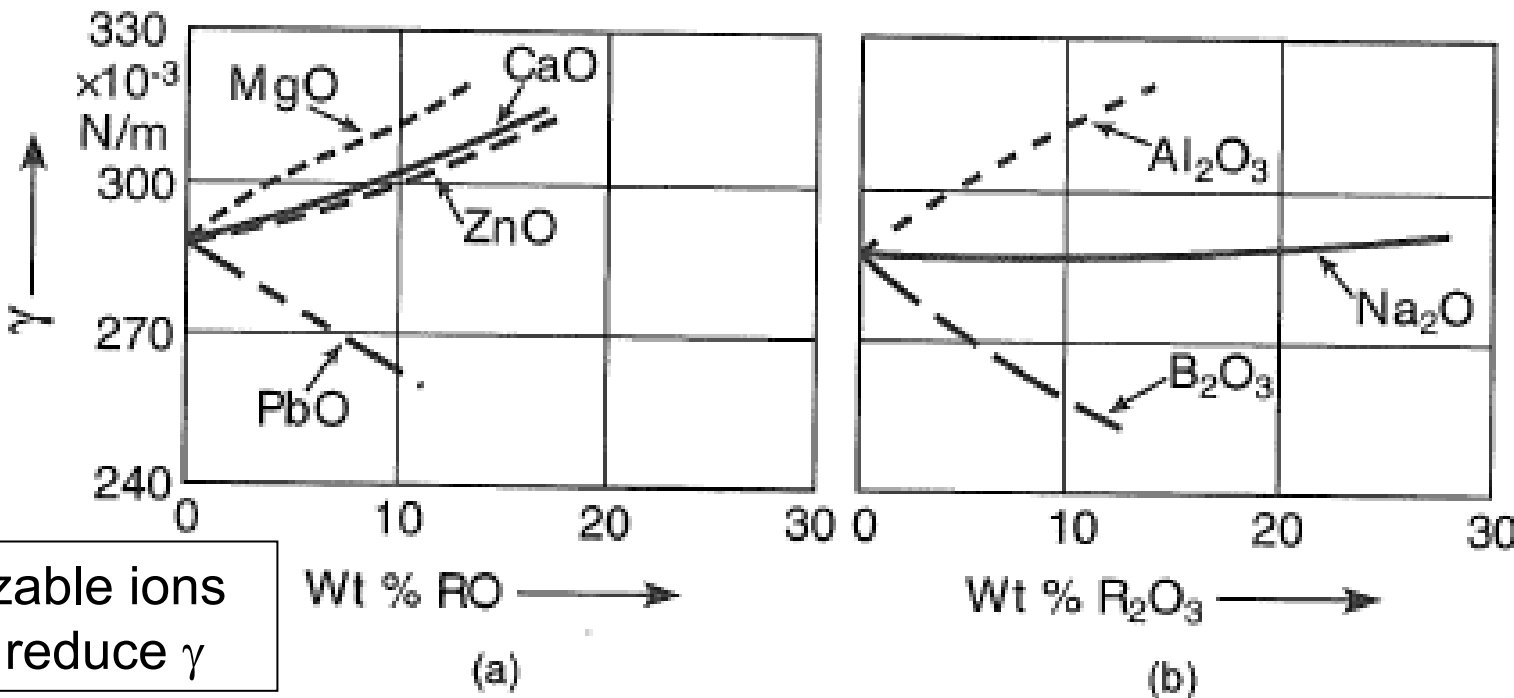 330
×10⁻³
N/m
300
270
240
γ
MgO
CaO
ZnO
PbO
0 10 20 30
Wt % RO
(a)
Al₂O₃
Na₂O
B₂O₃
0 10 20 30
Wt % R₂O₃
(b)
zable ions
reduce γ